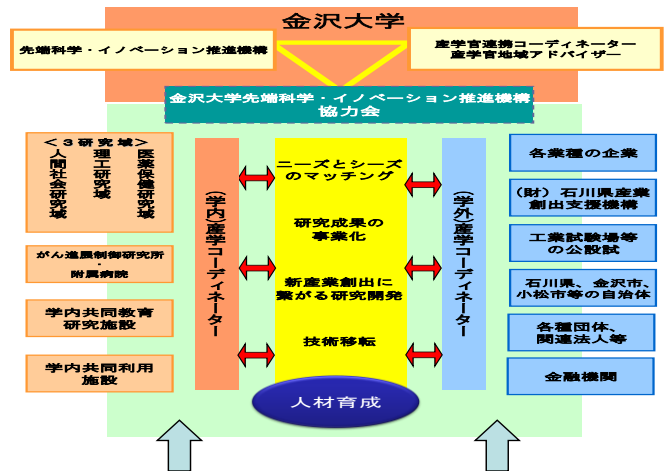 金沢大学
先端科学・イノベーション推進機構
産学官連携コーディネーター
産学官地域アドバイザー
金沢大学先端科学・イノベーション推進機構
協力会
＜３研究域＞
医薬保健研究域
理工研究域
人間社会研究域
がん進展制御研究所
・
附属病院
学内共同教育
研究施設
学内共同利用
施設
(学内)産学コーディネーター
ニーズとシーズ
のマッチング
研究成果の
事業化
新産業創出に
繋がる研究開発
技術移転
人材育成
(学外)産学コーディネーター
各業種の企業
（財）石川県産業
創出支援機構
工業試験場等
の公設試
石川県、金沢市、
小松市等の自治体
各種団体、
関連法人等
金融機関